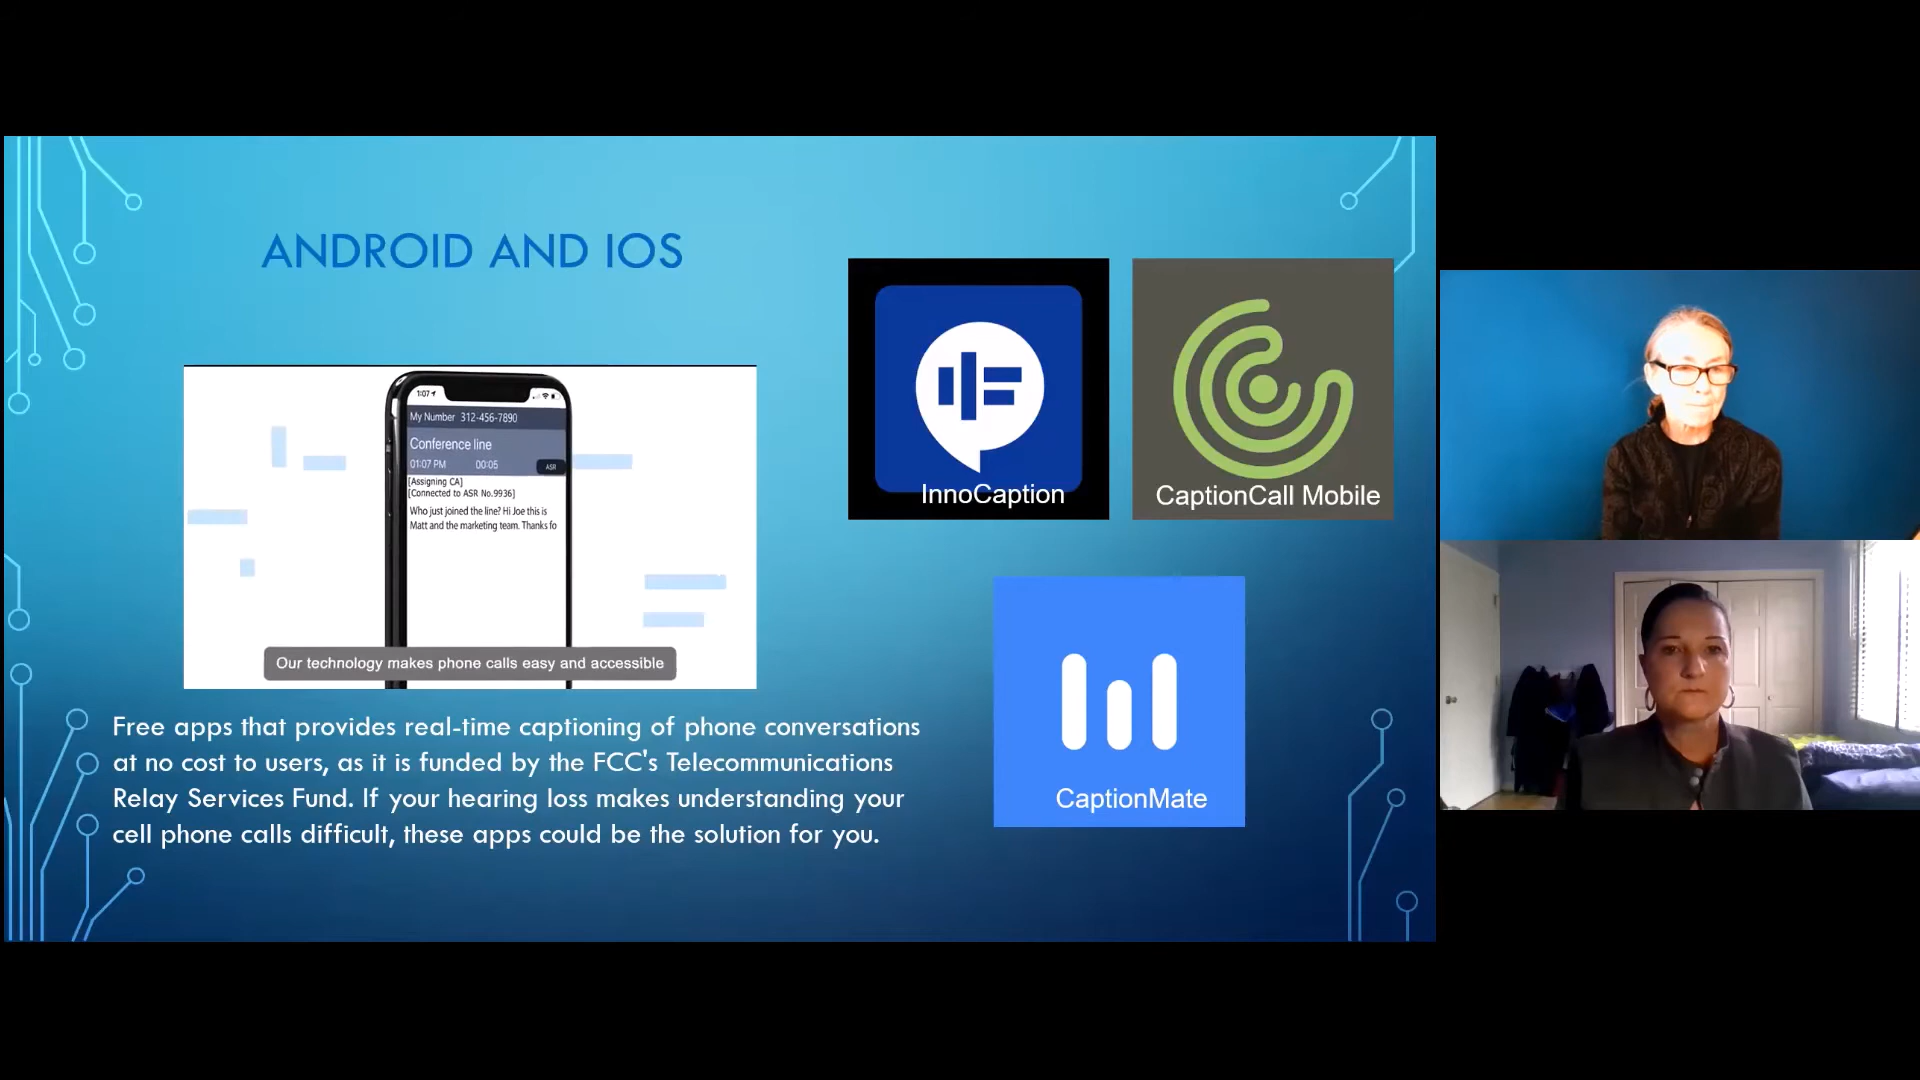 ANDROID AND IOS
1:07
My Number 312-456-7890
Conference line
01:07 PM 00:05 ASR
[Assigning CA]
[Connected to ASR No.9936]
Who just joined the line? Hi Joe this is
Matt and the marketing team. Thanks fo
Our technology makes phone calls easy and accessible
InnoCaption
CaptionCall Mobile
CaptionMate
Free apps that provides real-time captioning of phone conversations
at no cost to users, as it is funded by the FCC's Telecommunications
Relay Services Fund. If your hearing loss makes understanding your
cell phone calls difficult, these apps could be the solution for you.